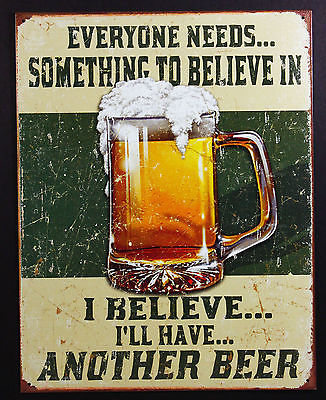 EVERYONE NEEDS...
SOMETHING TO BELIEVE IN
I BELIEVE...
I'LL HAVE...
ANOTHER BEER